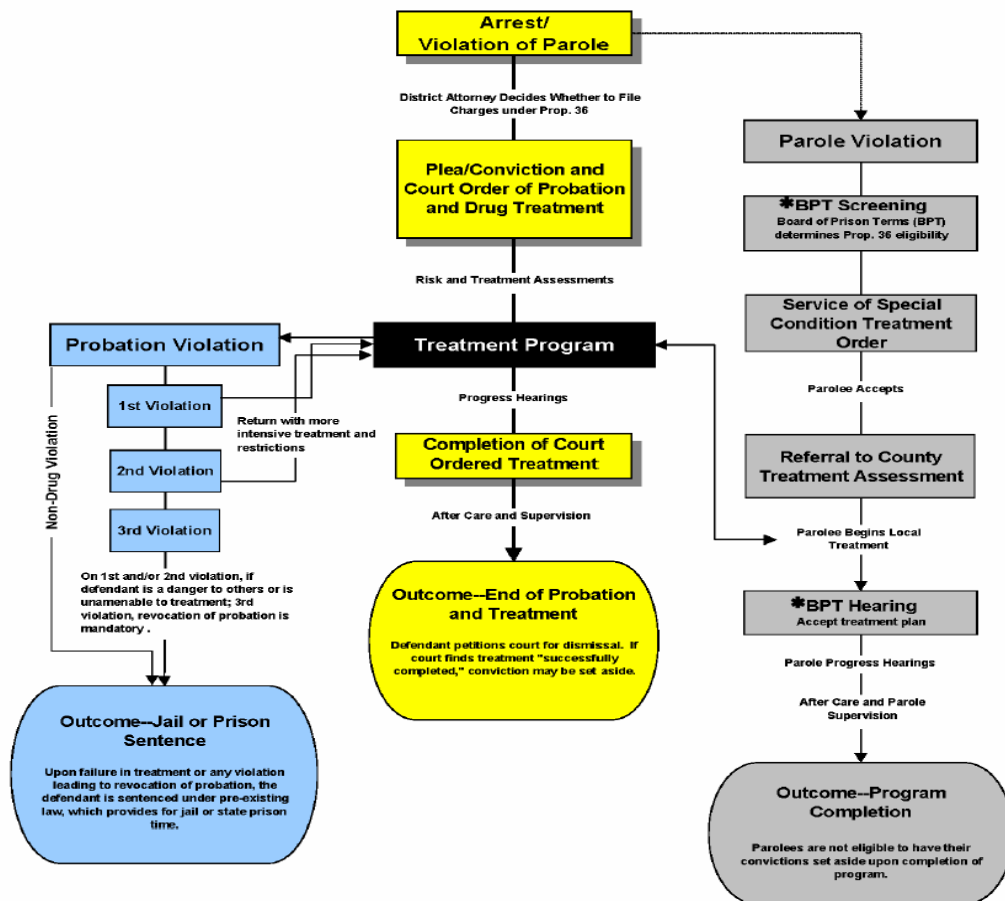 Arrest/
Violation of Parole
District Attorney Decides Whether to File
Charges under Prop. 36
Plea/Conviction and
Court Order of Probation
and Drug Treatment
Risk and Treatment Assessments
Treatment Program
Progress Hearings
Completion of Court
Ordered Treatment
After Care and Supervision
Outcome--End of Probation
and Treatment
Defendant petitions court for dismissal. If
court finds treatment "successfully
completed," conviction may be set aside.
Probation Violation
1st Violation
2nd Violation
3rd Violation
Return with more
intensive treatment and
restrictions
Non-Drug Violation
On 1st and/or 2nd violation, if
defendant is a danger to others or is
unamenable to treatment; 3rd
violation, revocation of probation is
mandatory .
Outcome--Jail or Prison
Sentence
Upon failure in treatment or any violation
leading to revocation of probation, the
defendant is sentenced under pre-existing
law, which provides for jail or state prison
time.
Parole Violation
*BPT Screening
Board of Prison Terms (BPT)
determines Prop. 36 eligibility
Service of Special
Condition Treatment
Order
Parolee Accepts
Referral to County
Treatment Assessment
Parolee Begins Local
Treatment
*BPT Hearing
Accept treatment plan
Parole Progress Hearings
After Care and Parole
Supervision
Outcome--Program
Completion
Parolees are not eligible to have their
convictions set aside upon completion of
program.